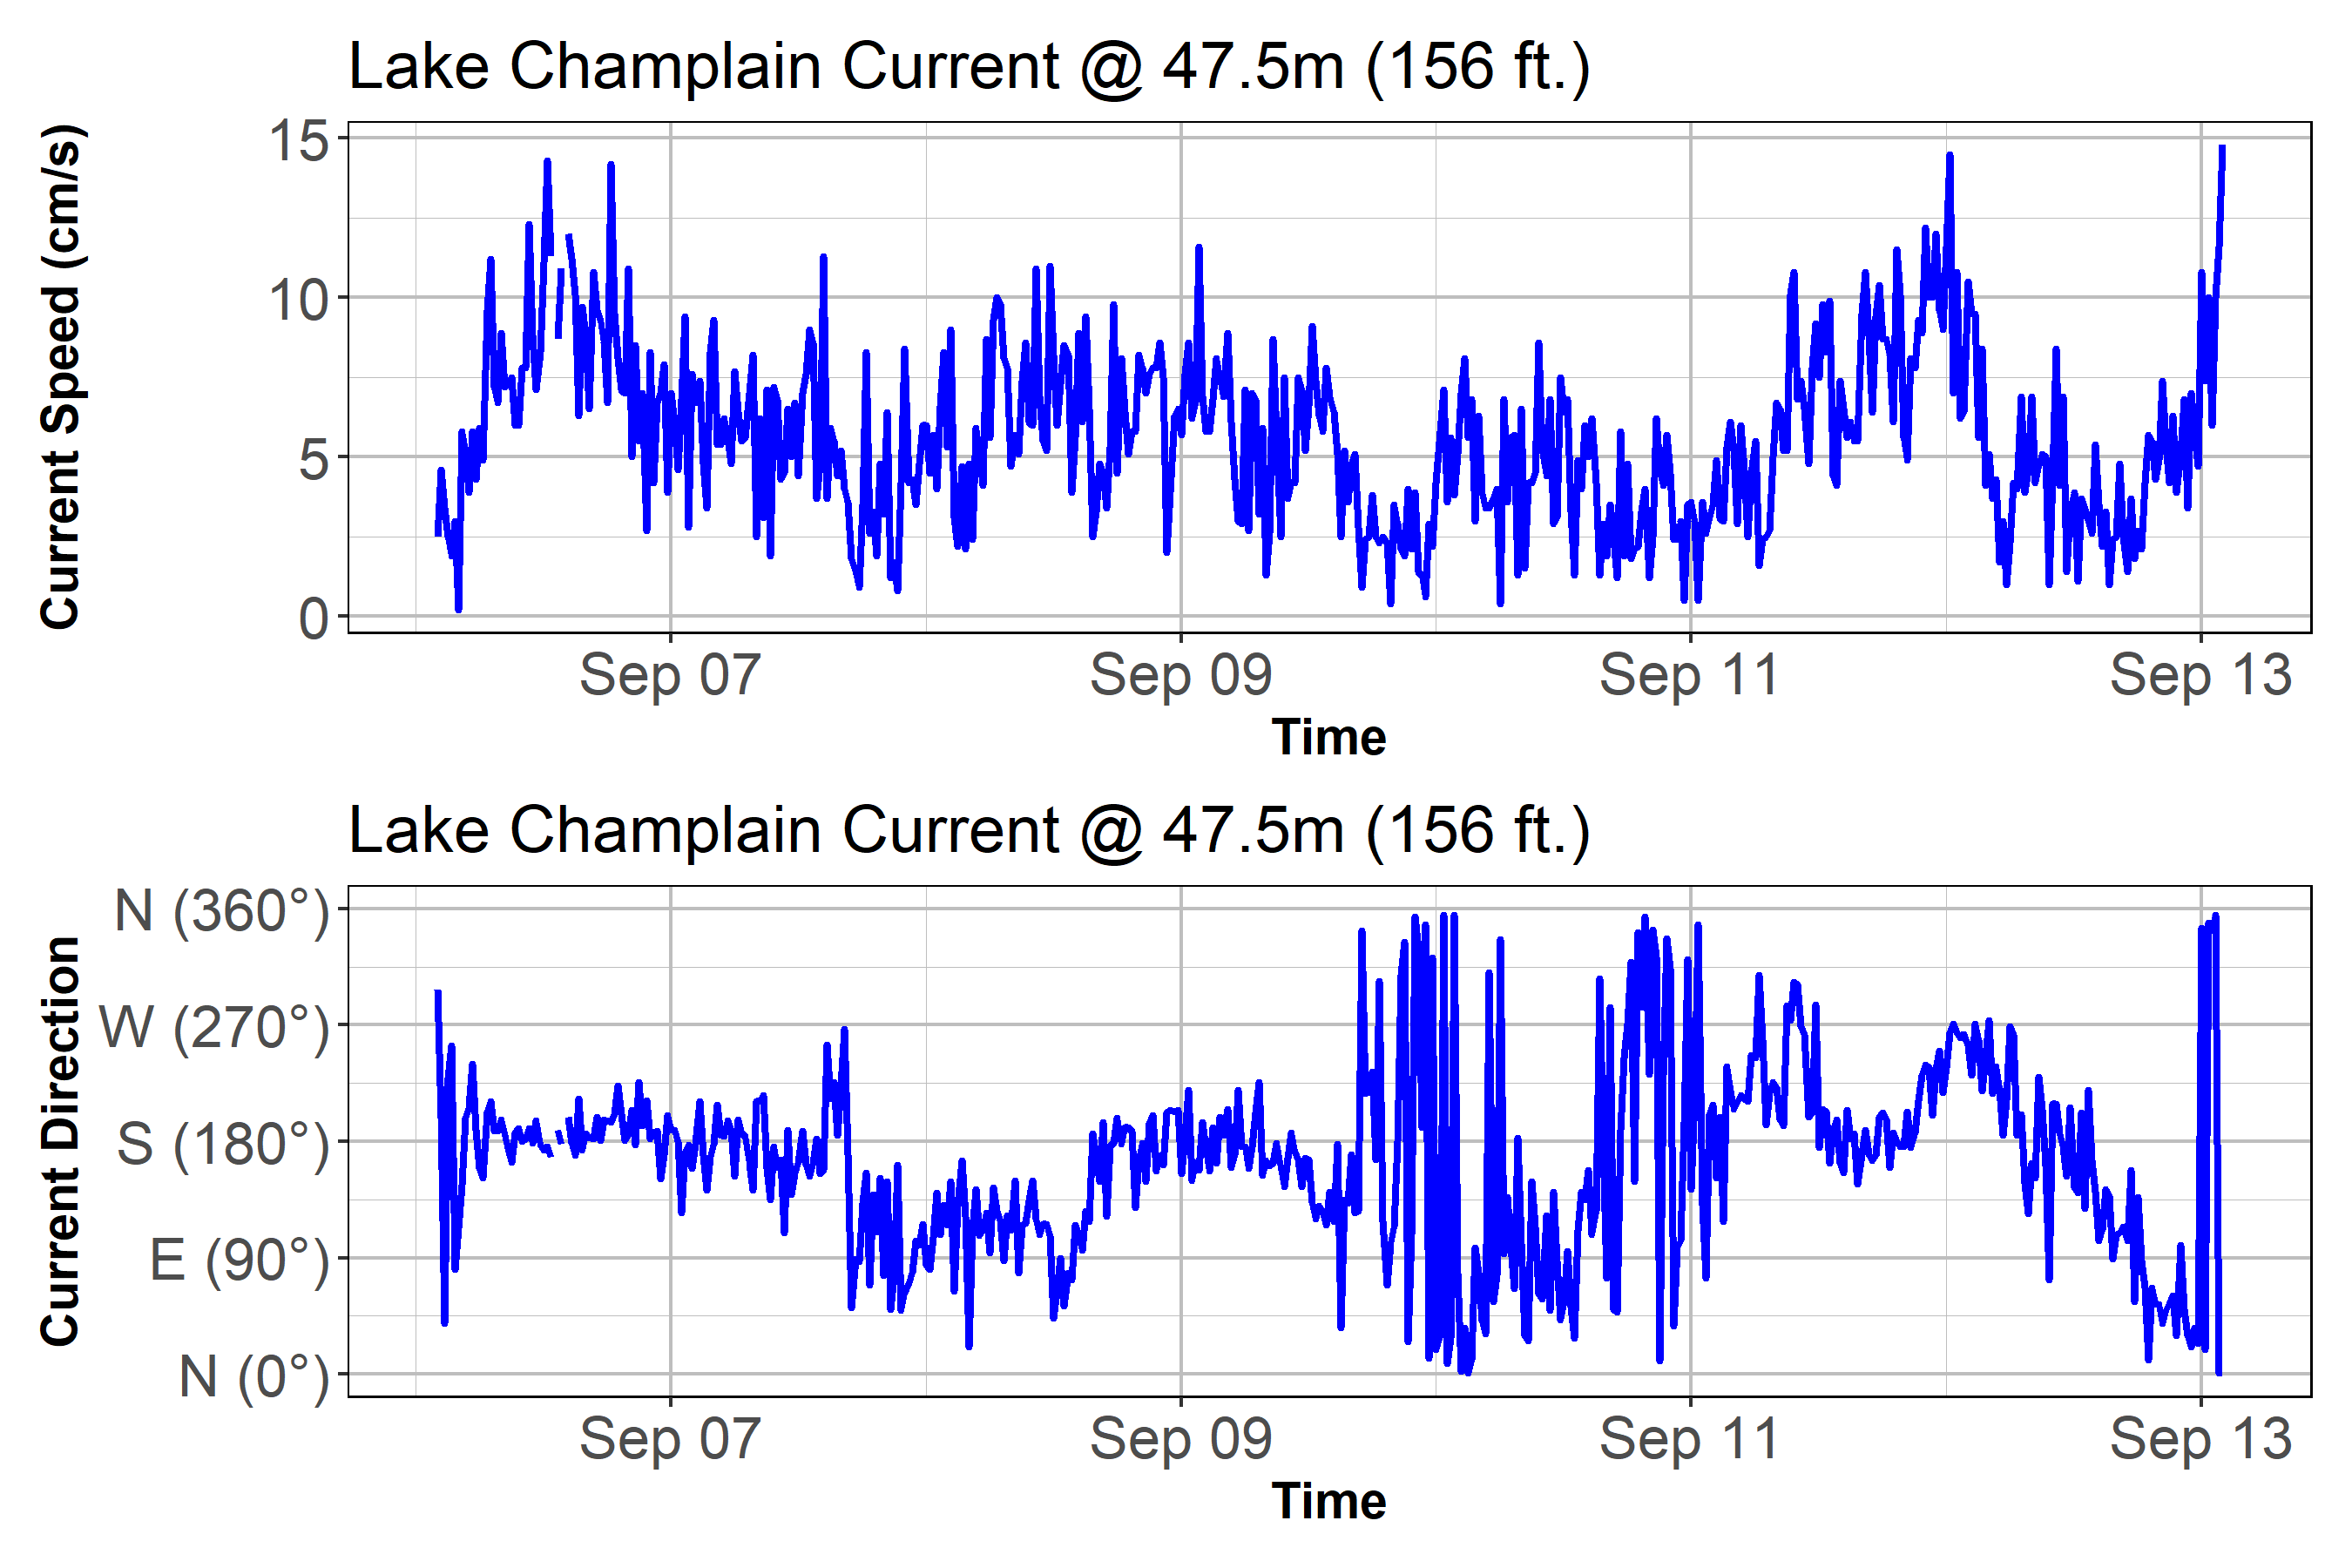 Lake Champlain Current @ 47.5m (156 ft.)
Current Speed (cm/s)
15
10
5
0
Sep 07 Sep 09 Sep 11 Sep 13
Time
Lake Champlain Current @ 47.5m (156 ft.)
Current Direction
N (360°)
W (270°)
S (180°)
E (90°)
N (0°)
Sep 07 Sep 09 Sep 11 Sep 13
Time